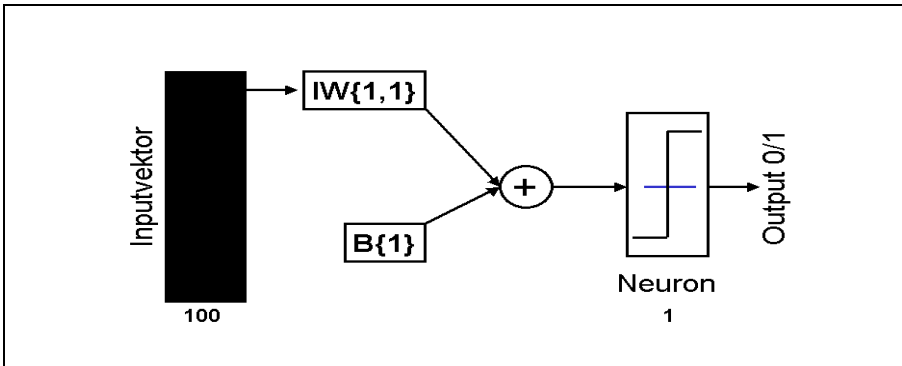 Inputvektor
100
IW{1,1}
B{1}
+
Neuron
1
Output 0/1